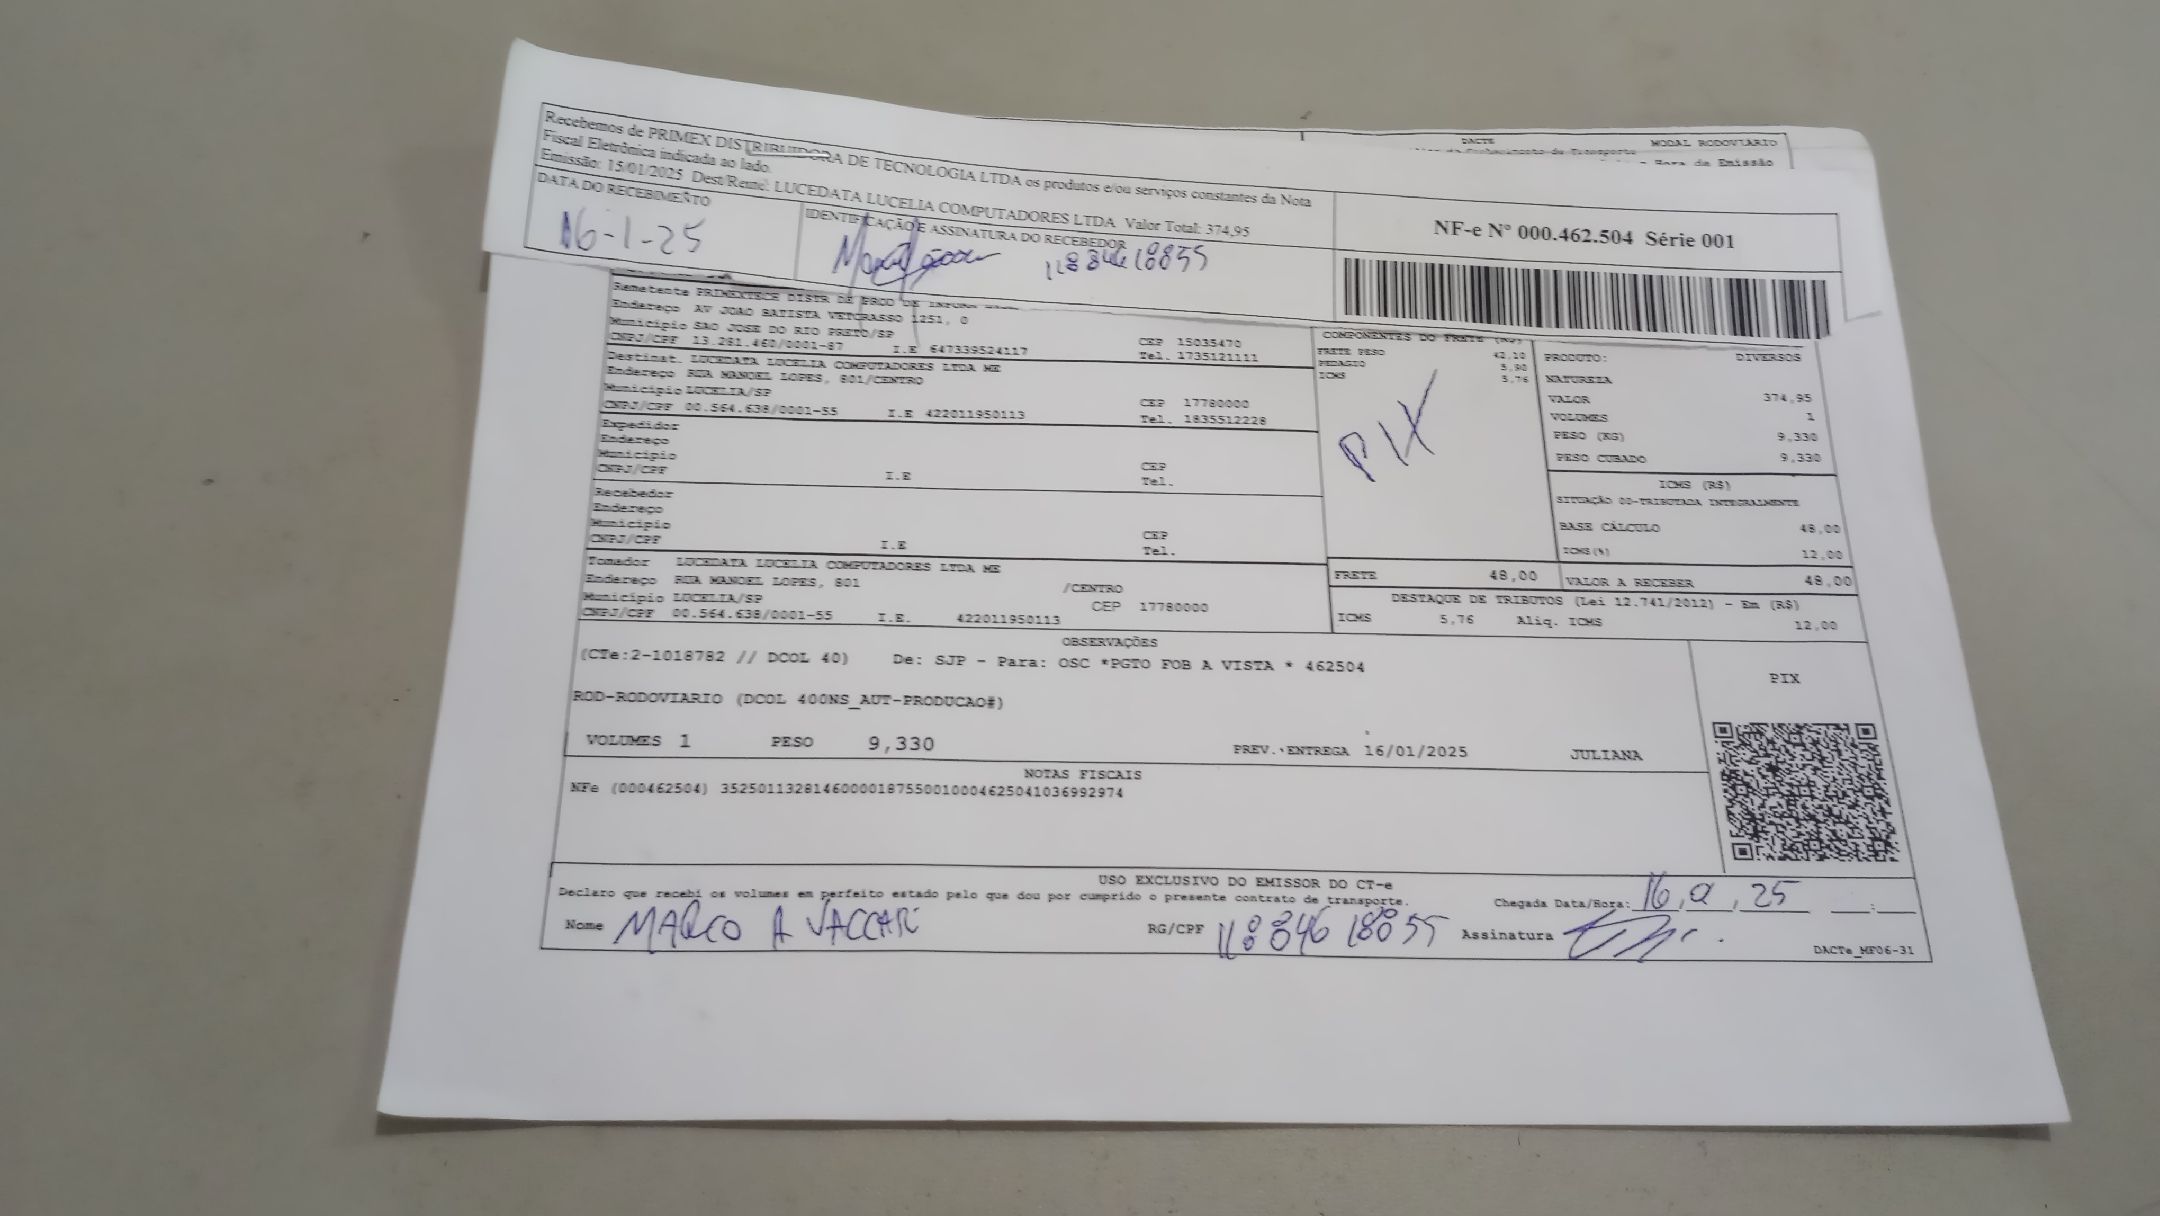 DACTE
MODAL RODOVIÁRIO
Hora de Emissão
Recebemos de PRIMEX DISTRIBUIDORA DE TECNOLOGIA LTDA os produtos e/ou serviços constantes da Nota
Fiscal Eletrônica indicada ao lado.
Emissão: 15/01/2025 Dest/Reme: LUCEDATA LUCELIA COMPUTADORES LTDA Valor Total: 374,95
DATA DO RECEBIMENTO
16-1-25
IDENTIFICAÇÃO E ASSINATURA DO RECEBEDOR
11884618855
NF-e Nº 000.462.504 Série 001
Remetente PRIMEXTECH DISTR DE PROD DE
Endereço AV JOAO BATISTA VETORASSO 1251, 0
Município SAO JOSE DO RIO PRETO/SP
CEP 15035470
CNPJ/CPF 13.281.460/0001-87 I.E 647339524117 Tel. 1735121111
Destinat. LUCEDATA LUCELIA COMPUTADORES LTDA ME
Endereço RUA MANOEL LOPES, 801/CENTRO
Município LUCELIA/SP CEP 17780000
CNPJ/CPF 00.564.638/0001-55 I.E 422011950113 Tel. 1835512228
Expedidor
Endereço
Município CEP
CNPJ/CPF I.E Tel.
Recebedor
Endereço
Município CEP
CNPJ/CPF I.E Tel.
Tomador LUCEDATA LUCELIA COMPUTADORES LTDA ME
Endereço RUA MANOEL LOPES, 801 /CENTRO
Município LUCELIA/SP CEP 17780000
CNPJ/CPF 00.564.638/0001-55 I.E. 422011950113
COMPONENTES DO FRETE (R$)
FRETE PESO 42,10
PEDAGIO
ICMS 5,76
PIX
PRODUTO: DIVERSOS
NATUREZA
VALOR 374,95
VOLUMES 1
PESO (KG) 9,330
PESO CUBADO 9,330
ICMS (R$)
SITUAÇÃO 00-TRIBUTADA INTEGRALMENTE
BASE CÁLCULO 48,00
ICMS(%) 12,00
FRETE 48,00 VALOR A RECEBER 48,00
DESTAQUE DE TRIBUTOS (Lei 12.741/2012) - Em (R$)
ICMS 5,76 Aliq. ICMS 12,00
OBSERVAÇÕES
(CTe:2-1018782 // DCOL 40) De: SJP - Para: OSC *PGTO FOB A VISTA * 462504
ROD-RODOVIARIO (DCOL 400NS_AUT-PRODUCAO#)
PIX
VOLUMES 1 PESO 9,330 PREV. ENTREGA 16/01/2025 JULIANA
NOTAS FISCAIS
NFe (000462504) 35250113281460000187550010004625041036992974
USO EXCLUSIVO DO EMISSOR DO CT-e
Declaro que recebi os volumes em perfeito estado pelo que dou por cumprido o presente contrato de transporte.
Chegada Data/Hora: 16, 01, 25 __:__
Nome MARCO A VACCARI RG/CPF 11884618855 Assinatura
DACTe_MF06-31